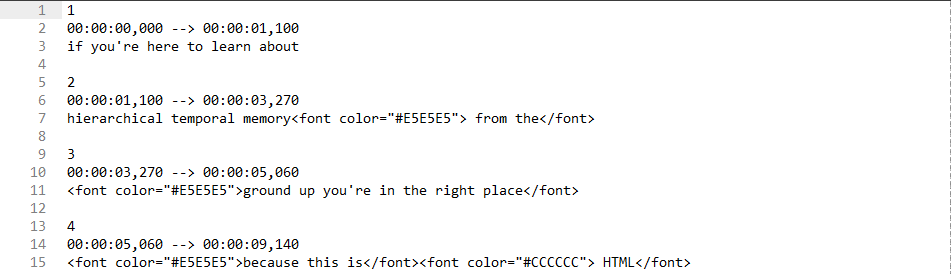 1 1
2 00:00:00,000 --> 00:00:01,100
3 if you're here to learn about
4
5 2
6 00:00:01,100 --> 00:00:03,270
7 hierarchical temporal memory<font color="#E5E5E5"> from the</font>
8
9 3
10 00:00:03,270 --> 00:00:05,060
11 <font color="#E5E5E5">ground up you're in the right place</font>
12
13 4
14 00:00:05,060 --> 00:00:09,140
15 <font color="#E5E5E5">because this is</font><font color="#CCCCCC"> HTML</font>